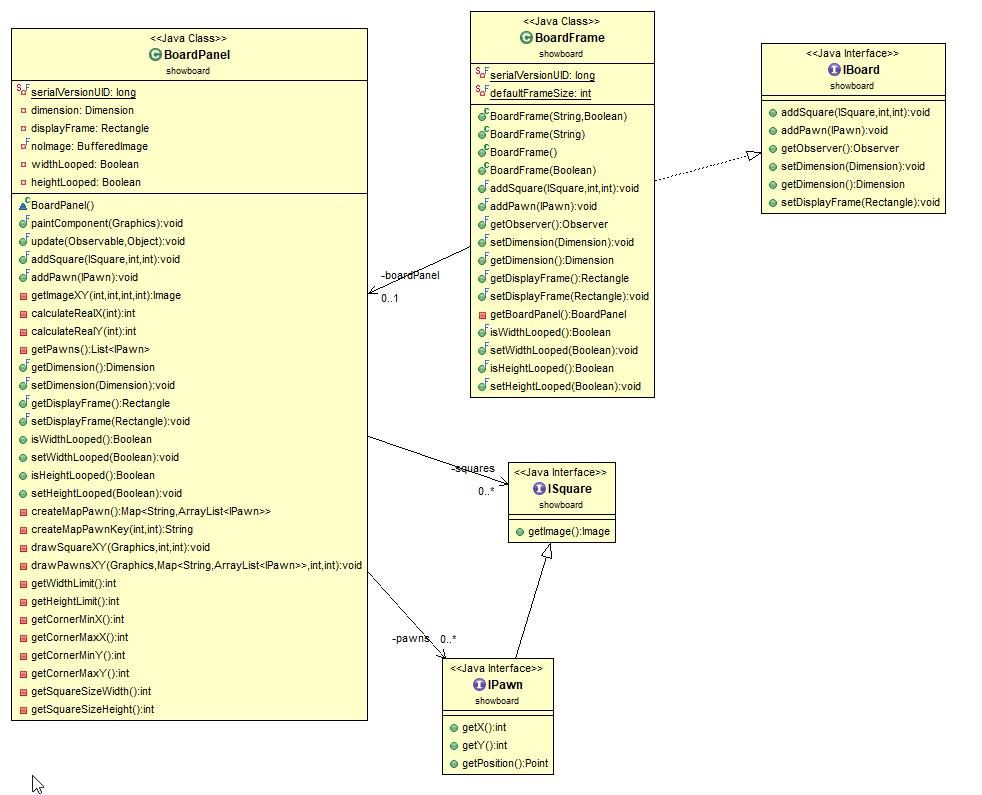 <<Java Class>>
BoardPanel
showboard
serialVersionUID: long
dimension: Dimension
displayFrame: Rectangle
noImage: BufferedImage
widthLooped: Boolean
heightLooped: Boolean
BoardPanel()
paintComponent(Graphics):void
update(Observable,Object):void
addSquare(ISquare,int,int):void
addPawn(IPawn):void
getImageXY(int,int,int,int):Image
calculateRealX(int):int
calculateRealY(int):int
getPawns():List<IPawn>
getDimension():Dimension
setDimension(Dimension):void
getDisplayFrame():Rectangle
setDisplayFrame(Rectangle):void
isWidthLooped():Boolean
setWidthLooped(Boolean):void
isHeightLooped():Boolean
setHeightLooped(Boolean):void
createMapPawn():Map<String,ArrayList<IPawn>>
createMapPawnKey(int,int):String
drawSquareXY(Graphics,int,int):void
drawPawnsXY(Graphics,Map<String,ArrayList<IPawn>>,int,int):void
getWidthLimit():int
getHeightLimit():int
getCornerMinX():int
getCornerMaxX():int
getCornerMinY():int
getCornerMaxY():int
getSquareSizeWidth():int
getSquareSizeHeight():int
<<Java Class>>
BoardFrame
showboard
serialVersionUID: long
defaultFrameSize: int
BoardFrame(String,Boolean)
BoardFrame(String)
BoardFrame()
BoardFrame(Boolean)
addSquare(ISquare,int,int):void
addPawn(IPawn):void
getObserver():Observer
setDimension(Dimension):void
getDimension():Dimension
getDisplayFrame():Rectangle
setDisplayFrame(Rectangle):void
getBoardPanel():BoardPanel
isWidthLooped():Boolean
setWidthLooped(Boolean):void
isHeightLooped():Boolean
setHeightLooped(Boolean):void
<<Java Interface>>
IBoard
showboard
addSquare(ISquare,int,int):void
addPawn(IPawn):void
getObserver():Observer
setDimension(Dimension):void
getDimension():Dimension
setDisplayFrame(Rectangle):void
-boardPanel
0..1
-squares
0..*
<<Java Interface>>
ISquare
showboard
getImage():Image
-pawns
0..*
<<Java Interface>>
IPawn
showboard
getX():int
getY():int
getPosition():Point